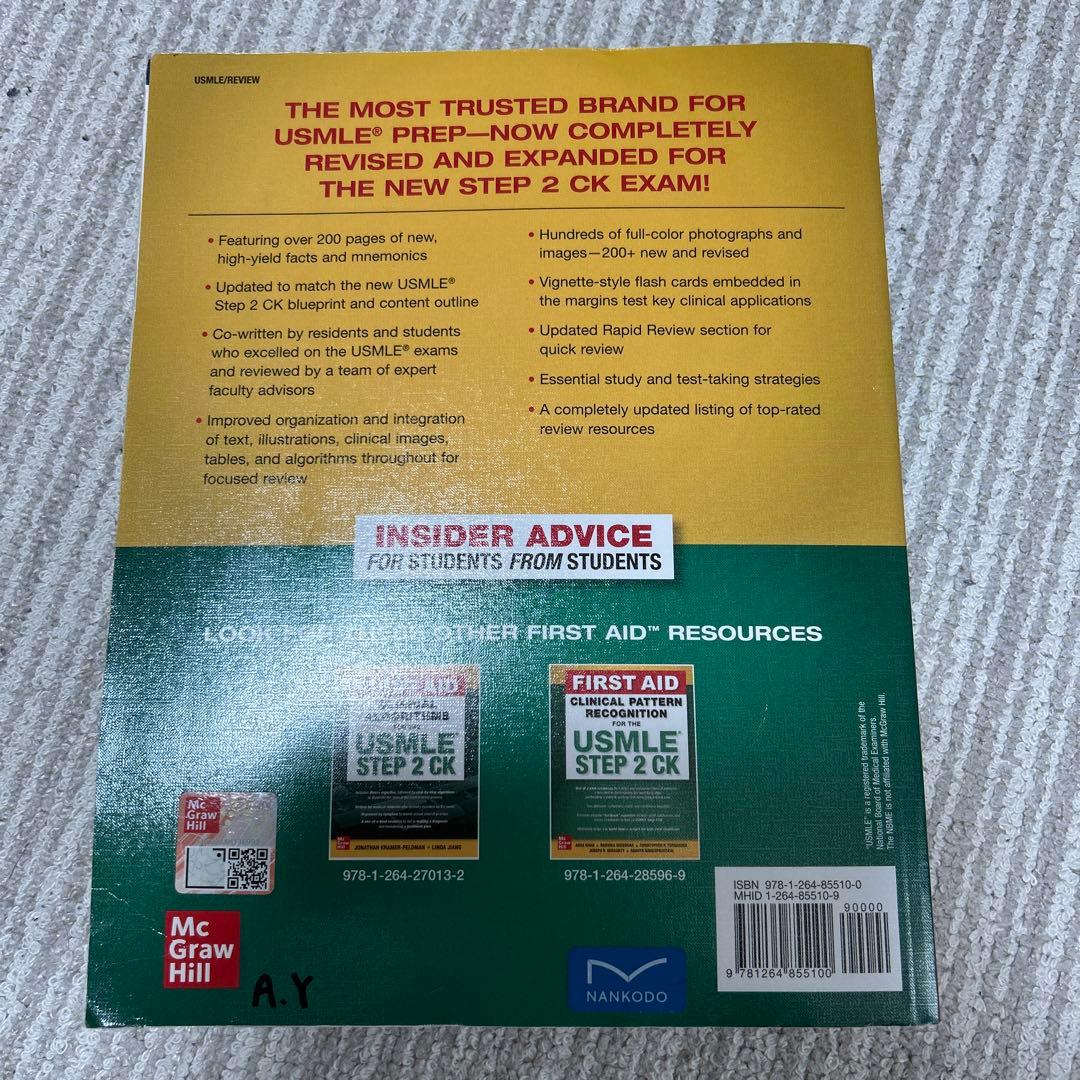 USMLE/REVIEW
THE MOST TRUSTED BRAND FOR
USMLE® PREP—NOW COMPLETELY
REVISED AND EXPANDED FOR
THE NEW STEP 2 CK EXAM!
• Featuring over 200 pages of new,
high-yield facts and mnemonics
• Updated to match the new USMLE®
Step 2 CK blueprint and content outline
• Co-written by residents and students
who excelled on the USMLE® exams
and reviewed by a team of expert
faculty advisors
• Improved organization and integration
of text, illustrations, clinical images,
tables, and algorithms throughout for
focused review
• Hundreds of full-color photographs and
images—200+ new and revised
• Vignette-style flash cards embedded in
the margins test key clinical applications
• Updated Rapid Review section for
quick review
• Essential study and test-taking strategies
• A completely updated listing of top-rated
review resources
INSIDER ADVICE
FOR STUDENTS FROM STUDENTS
OTHER FIRST AID™ RESOURCES
USMLE®
STEP 2 CK
JONATHAN KRAMER-FELDMAN • LINDA JIANG
978-1-264-27013-2
FIRST AID
CLINICAL PATTERN
RECOGNITION
FOR THE
USMLE®
STEP 2 CK
978-1-264-28596-9
"USMLE" is a registered trademark of the
National Board of Medical Examiners.
The NBME is not affiliated with McGraw Hill.
Mc
Graw
Hill
Mc
Graw
Hill
A.Y
NANKODO
ISBN 978-1-264-85510-0
MHID 1-264-85510-9
90000
9 781264 855100